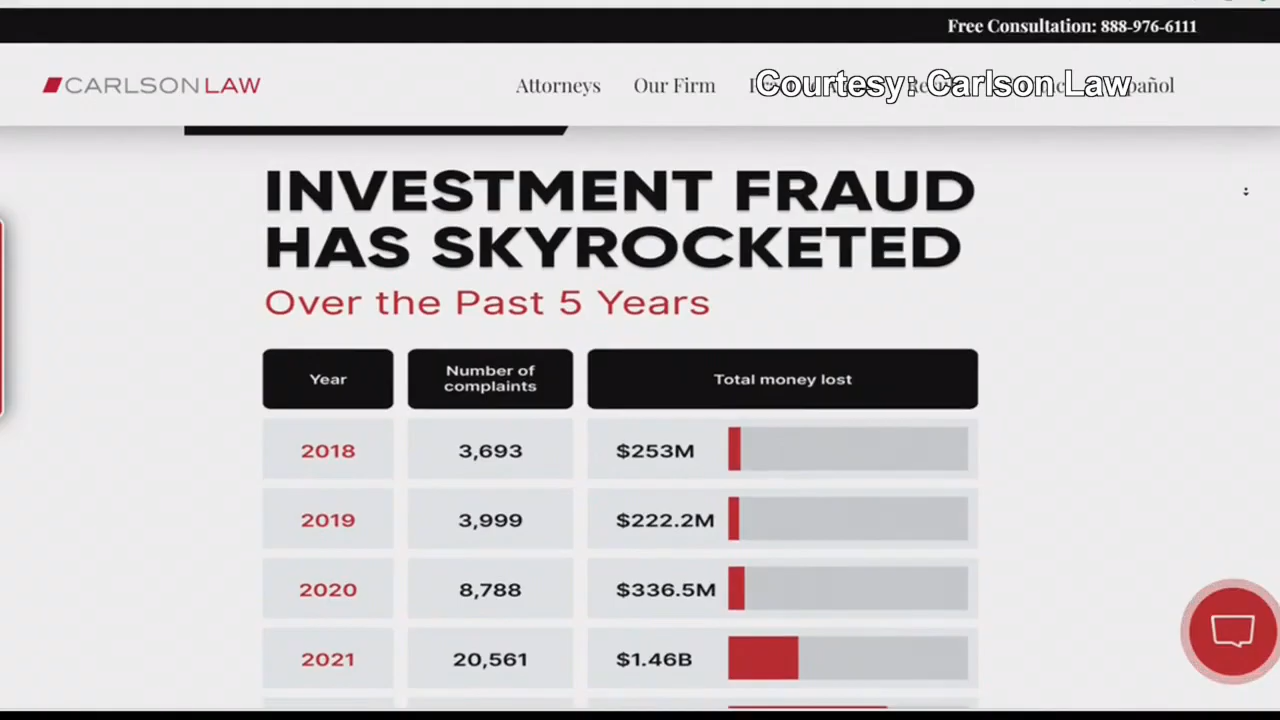 Free Consultation: 888-976-6111
CARLSON LAW
Attorneys
Our Firm
Courtesy: Carlson Law
INVESTMENT FRAUD
HAS SKYROCKETED
Over the Past 5 Years
Year
Number of
complaints
Total money lost
2018
3,693
$253M
2019
3,999
$222.2M
2020
8,788
$336.5M
2021
20,561
$1.46B